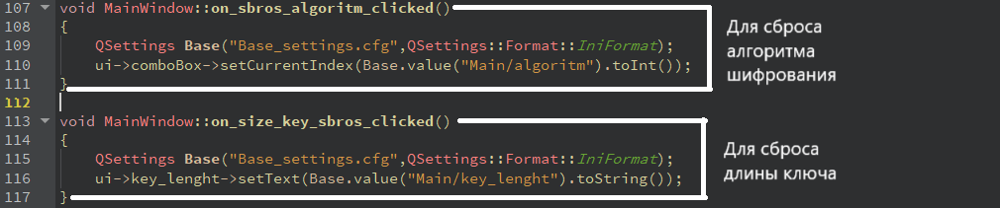 107 void MainWindow::on_sbros_algoritm_clicked()
108 {
109 QSettings Base("Base_settings.cfg",QSettings::Format::IniFormat);
110 ui->comboBox->setCurrentIndex(Base.value("Main/algoritm").toInt());
111 }
Для сброса
алгоритма
шифрования
112
113 void MainWindow::on_size_key_sbros_clicked()
114 {
115 QSettings Base("Base_settings.cfg",QSettings::Format::IniFormat);
116 ui->key_lenght->setText(Base.value("Main/key_lenght").toString());
117 }
Для сброса
длины ключа